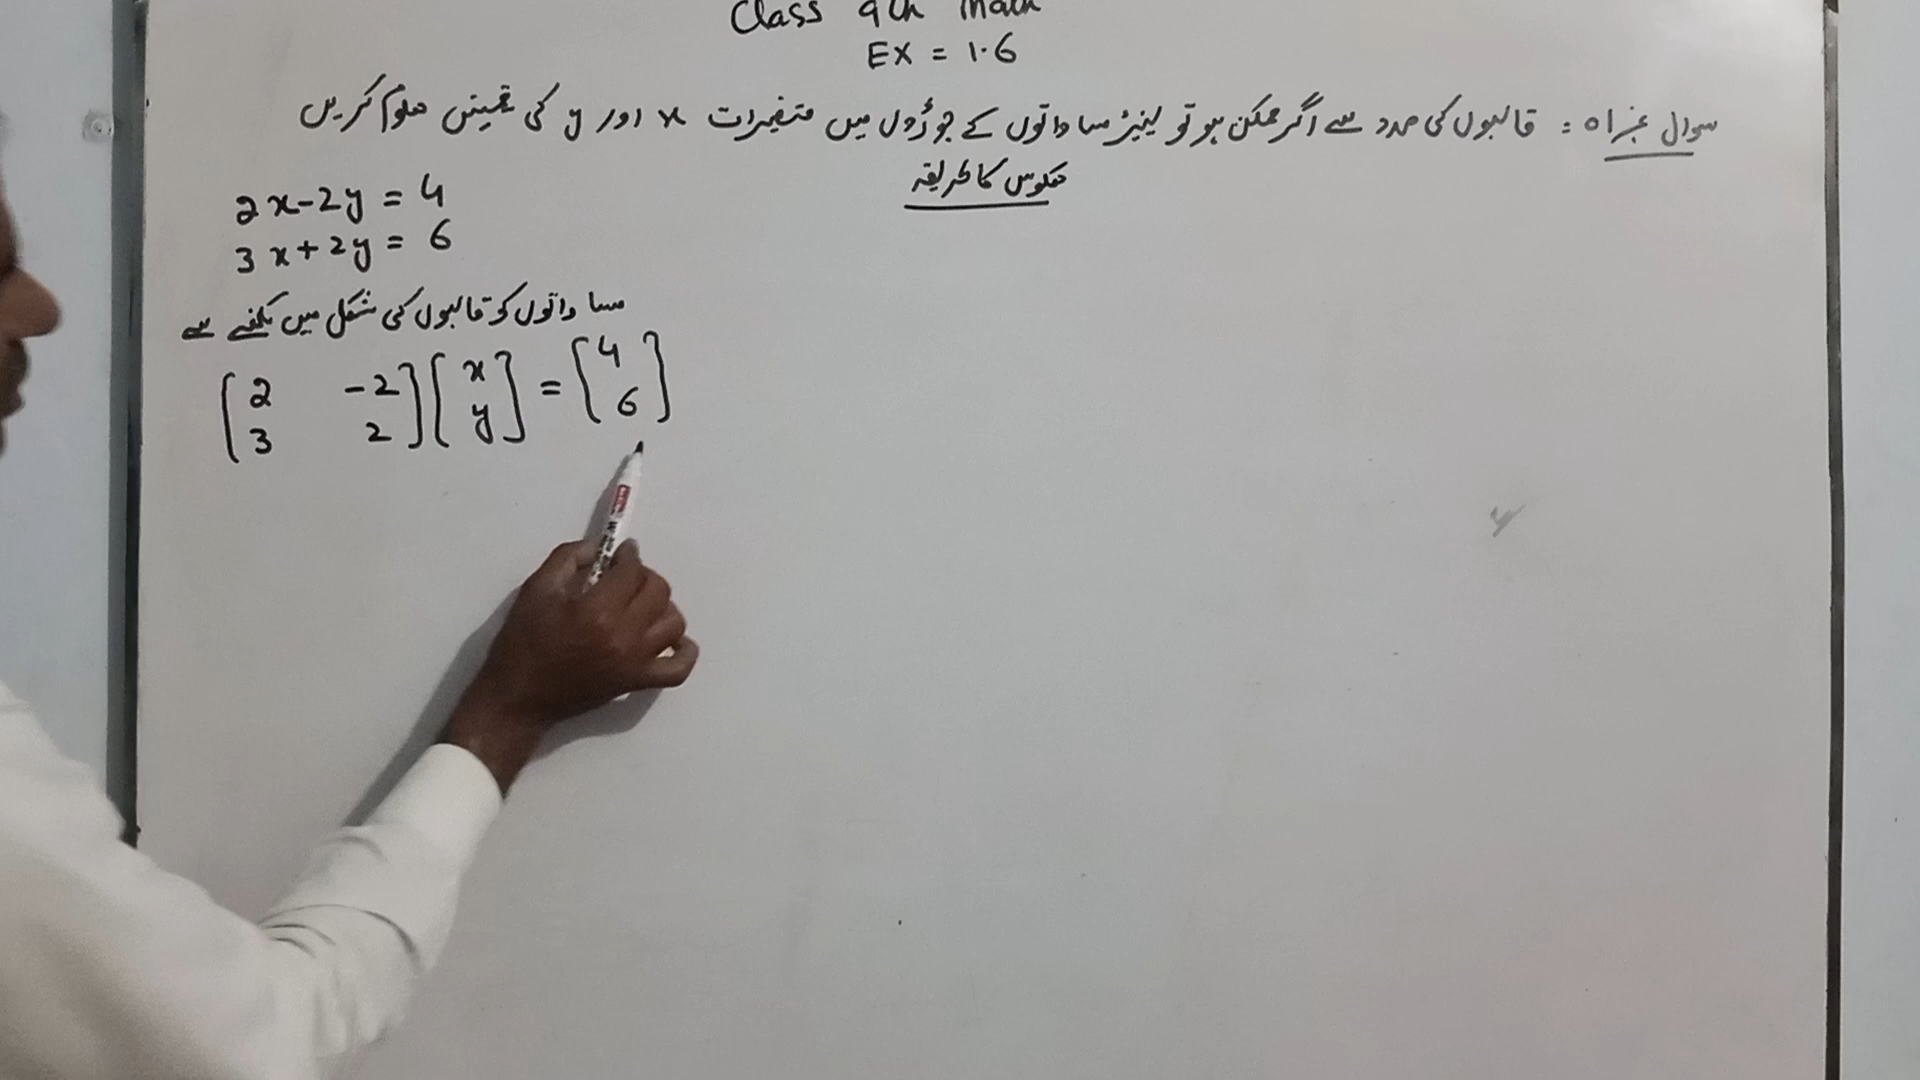 Class 9th Math
EX = 1.6
سوال نمبر 01 : قالبوں کی مدد سے اگر ممکن ہو تو لینیئر مساواتوں کے جوڑوں میں متغیرات x اور y کی قیمتیں معلوم کریں
معکوس کا طریقہ
2x-2y = 4
3x+2y = 6
مساواتوں کو قالبوں کی شکل میں لکھنے سے
[2 -2] [x] = [4]
[3 2] [y] [6]